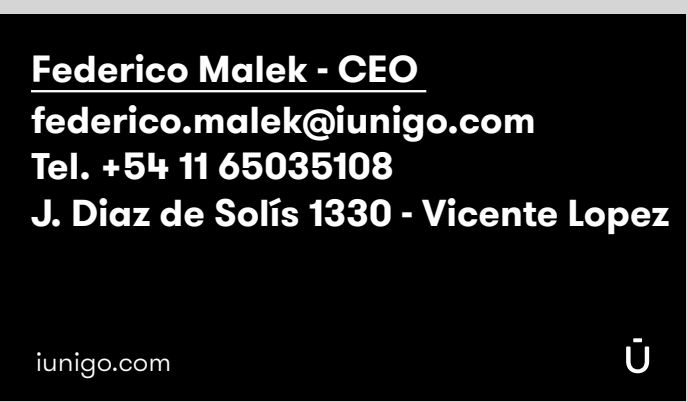 Federico Malek - CEO
federico.malek@iunigo.com
Tel. +54 11 65035108
J. Diaz de Solís 1330 - Vicente Lopez
iunigo.com
Ū